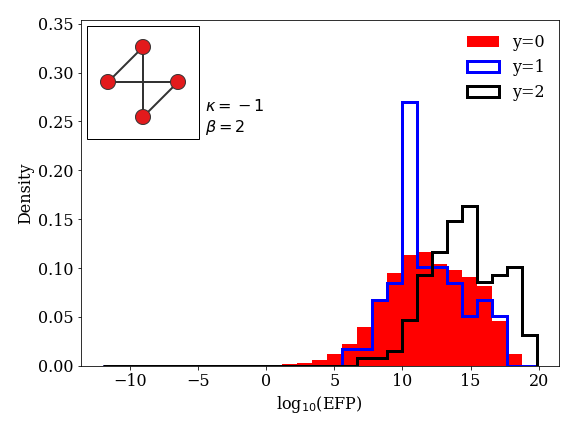 0.35
0.30
0.25
0.20
0.15
0.10
0.05
0.00
Density
κ = −1
β = 2
y=0
y=1
y=2
−10 −5 0 5 10 15 20
log₁₀(EFP)